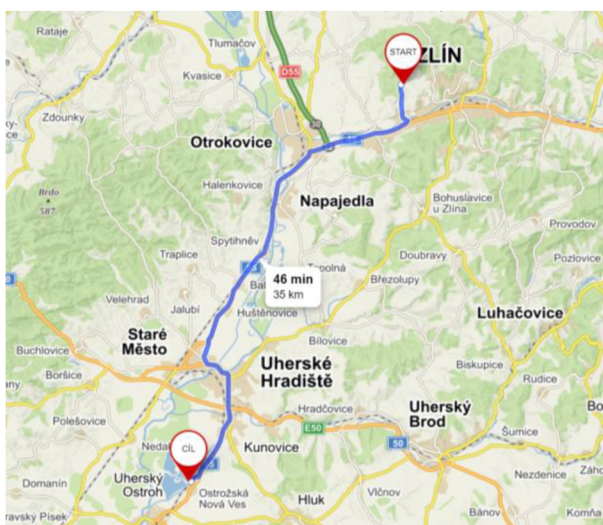 Rataje
Tlumačov
START
ZLÍN
Kvasice
D55
Zdounky
30
Otrokovice
Halenkovice
Brdo
587
Napajedla
Bohuslavice
u Zlína
Provodov
Spytihněv
Traplice
Doubravy
Pozlovice
46 min
35 km
Březolupy
Velehrad
Jalubí
Huštěnovice
Luhačovice
Staré
Město
Bílovice
Buchlovice
Uherské
Hradiště
Biskupice
Boršice
Rudice
Hradčovice
Uherský
Brod
Polešovice
E50
50
Šumice
Kunovice
CÍL
Nezdenice
Domanín
Uherský
Ostroh
Ostrožská
Nová Ves
Hluk
Vlčnov
Bánov
Komňa